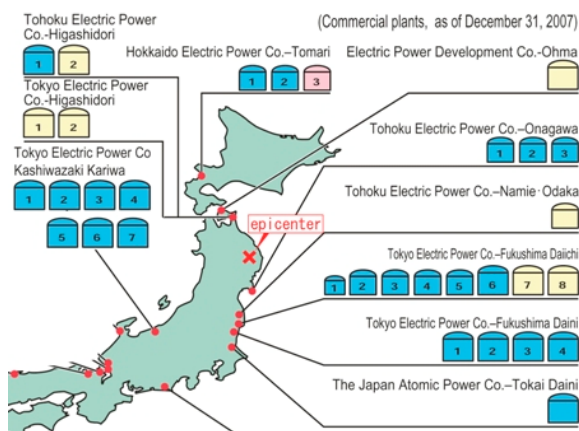 Tohoku Electric Power
Co.-Higashidori
1 2
Tokyo Electric Power
Co.-Higashidori
1 2
Tokyo Electric Power Co
Kashiwazaki Kariwa
1 2 3 4
5 6 7
Hokkaido Electric Power Co.–Tomari
1 2 3
(Commercial plants, as of December 31, 2007)
Electric Power Development Co.-Ohma
Tohoku Electric Power Co.–Onagawa
1 2 3
Tohoku Electric Power Co.–Namie·Odaka
epicenter
Tokyo Electric Power Co.–Fukushima Daiichi
1 2 3 4 5 6 7 8
Tokyo Electric Power Co.–Fukushima Daini
1 2 3 4
The Japan Atomic Power Co.–Tokai Daini